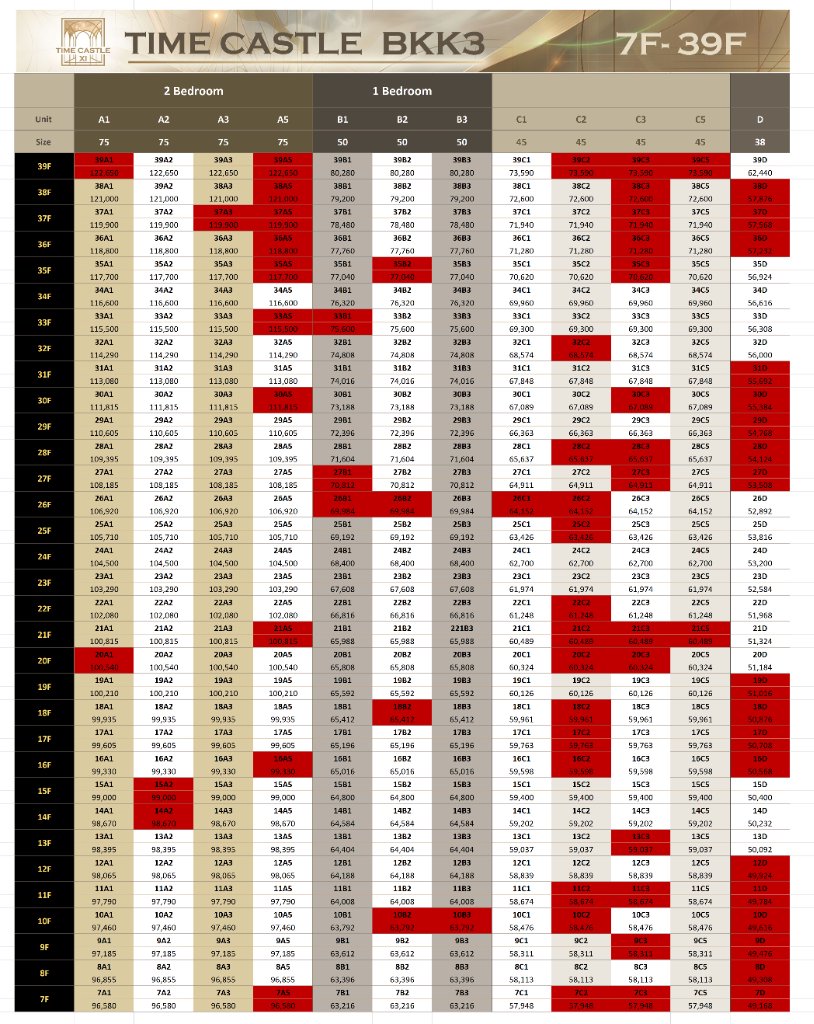 TIME CASTLE
XI
TIME CASTLE BKK3
7F- 39F
2 Bedroom 1 Bedroom
Unit A1 A2 A3 A5 B1 B2 B3 C1 C2 C3 C5 D
Size 75 75 75 75 50 50 50 45 45 45 45 38
39F 39A1 39A2 39A3 39A5 39B1 39B2 39B3 39C1 39C2 39C3 39C5 39D
122,650 122,650 122,650 122,650 80,280 80,280 80,280 73,590 73,590 73,590 73,590 62,440
38F 38A1 38A2 38A3 38A5 38B1 38B2 38B3 38C1 38C2 38C3 38C5 38D
121,000 121,000 121,000 121,000 79,200 79,200 79,200 72,600 72,600 72,600 72,600 57,876
37F 37A1 37A2 37A3 37A5 37B1 37B2 37B3 37C1 37C2 37C3 37C5 37D
119,900 119,900 119,900 119,900 78,480 78,480 78,480 71,940 71,940 71,940 71,940 57,568
36F 36A1 36A2 36A3 36A5 36B1 36B2 36B3 36C1 36C2 36C3 36C5 36D
118,800 118,800 118,800 118,800 77,760 77,760 77,760 71,280 71,280 71,280 71,280 57,232
35F 35A1 35A2 35A3 35A5 35B1 35B2 35B3 35C1 35C2 35C3 35C5 35D
117,700 117,700 117,700 117,700 77,040 77,040 77,040 70,620 70,620 70,620 70,620 56,924
34F 34A1 34A2 34A3 34A5 34B1 34B2 34B3 34C1 34C2 34C3 34C5 34D
116,600 116,600 116,600 116,600 76,320 76,320 76,320 69,960 69,960 69,960 69,960 56,616
33F 33A1 33A2 33A3 33A5 33B1 33B2 33B3 33C1 33C2 33C3 33C5 33D
115,500 115,500 115,500 115,500 75,600 75,600 75,600 69,300 69,300 69,300 69,300 56,308
32F 32A1 32A2 32A3 32A5 32B1 32B2 32B3 32C1 32C2 32C3 32C5 32D
114,290 114,290 114,290 114,290 74,808 74,808 74,808 68,574 68,574 68,574 68,574 56,000
31F 31A1 31A2 31A3 31A5 31B1 31B2 31B3 31C1 31C2 31C3 31C5 31D
113,080 113,080 113,080 113,080 74,016 74,016 74,016 67,848 67,848 67,848 67,848 55,692
30F 30A1 30A2 30A3 30A5 30B1 30B2 30B3 30C1 30C2 30C3 30C5 30D
111,815 111,815 111,815 111,815 73,188 73,188 73,188 67,089 67,089 67,089 67,089 55,384
29F 29A1 29A2 29A3 29A5 29B1 29B2 29B3 29C1 29C2 29C3 29C5 29D
110,605 110,605 110,605 110,605 72,396 72,396 72,396 66,363 66,363 66,363 66,363 54,768
28F 28A1 28A2 28A3 28A5 28B1 28B2 28B3 28C1 28C2 28C3 28C5 28D
109,395 109,395 109,395 109,395 71,604 71,604 71,604 65,637 65,637 65,637 65,637 54,124
27F 27A1 27A2 27A3 27A5 27B1 27B2 27B3 27C1 27C2 27C3 27C5 27D
108,185 108,185 108,185 108,185 70,812 70,812 70,812 64,911 64,911 64,911 64,911 53,508
26F 26A1 26A2 26A3 26A5 26B1 26B2 26B3 26C1 26C2 26C3 26C5 26D
106,920 106,920 106,920 106,920 69,984 69,984 69,984 64,152 64,152 64,152 64,152 52,892
25F 25A1 25A2 25A3 25A5 25B1 25B2 25B3 25C1 25C2 25C3 25C5 25D
105,710 105,710 105,710 105,710 69,192 69,192 69,192 63,426 63,426 63,426 63,426 53,816
24F 24A1 24A2 24A3 24A5 24B1 24B2 24B3 24C1 24C2 24C3 24C5 24D
104,500 104,500 104,500 104,500 68,400 68,400 68,400 62,700 62,700 62,700 62,700 53,200
23F 23A1 23A2 23A3 23A5 23B1 23B2 23B3 23C1 23C2 23C3 23C5 23D
103,290 103,290 103,290 103,290 67,608 67,608 67,608 61,974 61,974 61,974 61,974 52,584
22F 22A1 22A2 22A3 22A5 22B1 22B2 22B3 22C1 22C2 22C3 22C5 22D
102,080 102,080 102,080 102,080 66,816 66,816 66,816 61,248 61,248 61,248 61,248 51,968
21F 21A1 21A2 21A3 21A5 21B1 21B2 221B3 21C1 21C2 21C3 21C5 21D
100,815 100,815 100,815 100,815 65,988 65,988 65,988 60,489 60,489 60,489 60,489 51,324
20F 20A1 20A2 20A3 20A5 20B1 20B2 20B3 20C1 20C2 20C3 20C5 20D
100,540 100,540 100,540 100,540 65,808 65,808 65,808 60,324 60,324 60,324 60,324 51,184
19F 19A1 19A2 19A3 19A5 19B1 19B2 19B3 19C1 19C2 19C3 19C5 19D
100,210 100,210 100,210 100,210 65,592 65,592 65,592 60,126 60,126 60,126 60,126 51,016
18F 18A1 18A2 18A3 18A5 18B1 18B2 18B3 18C1 18C2 18C3 18C5 18D
99,935 99,935 99,935 99,935 65,412 65,412 65,412 59,961 59,961 59,961 59,961 50,876
17F 17A1 17A2 17A3 17A5 17B1 17B2 17B3 17C1 17C2 17C3 17C5 17D
99,605 99,605 99,605 99,605 65,196 65,196 65,196 59,763 59,763 59,763 59,763 50,708
16F 16A1 16A2 16A3 16A5 16B1 16B2 16B3 16C1 16C2 16C3 16C5 16D
99,330 99,330 99,330 99,330 65,016 65,016 65,016 59,598 59,598 59,598 59,598 50,568
15F 15A1 15A2 15A3 15A5 15B1 15B2 15B3 15C1 15C2 15C3 15C5 15D
99,000 99,000 99,000 99,000 64,800 64,800 64,800 59,400 59,400 59,400 59,400 50,400
14F 14A1 14A2 14A3 14A5 14B1 14B2 14B3 14C1 14C2 14C3 14C5 14D
98,670 98,670 98,670 98,670 64,584 64,584 64,584 59,202 59,202 59,202 59,202 50,232
13F 13A1 13A2 13A3 13A5 13B1 13B2 13B3 13C1 13C2 13C3 13C5 13D
98,395 98,395 98,395 98,395 64,404 64,404 64,404 59,037 59,037 59,037 59,037 50,092
12F 12A1 12A2 12A3 12A5 12B1 12B2 12B3 12C1 12C2 12C3 12C5 12D
98,065 98,065 98,065 98,065 64,188 64,188 64,188 58,839 58,839 58,839 58,839 49,924
11F 11A1 11A2 11A3 11A5 11B1 11B2 11B3 11C1 11C2 11C3 11C5 11D
97,790 97,790 97,790 97,790 64,008 64,008 64,008 58,674 58,674 58,674 58,674 49,784
10F 10A1 10A2 10A3 10A5 10B1 10B2 10B3 10C1 10C2 10C3 10C5 10D
97,460 97,460 97,460 97,460 63,792 63,792 63,792 58,476 58,476 58,476 58,476 49,616
9F 9A1 9A2 9A3 9A5 9B1 9B2 9B3 9C1 9C2 9C3 9C5 9D
97,185 97,185 97,185 97,185 63,612 63,612 63,612 58,311 58,311 58,311 58,311 49,476
8F 8A1 8A2 8A3 8A5 8B1 8B2 8B3 8C1 8C2 8C3 8C5 8D
96,855 96,855 96,855 96,855 63,396 63,396 63,396 58,113 58,113 58,113 58,113 49,308
7F 7A1 7A2 7A3 7A5 7B1 7B2 7B3 7C1 7C2 7C3 7C5 7D
96,580 96,580 96,580 96,580 63,216 63,216 63,216 57,948 57,948 57,948 57,948 49,168